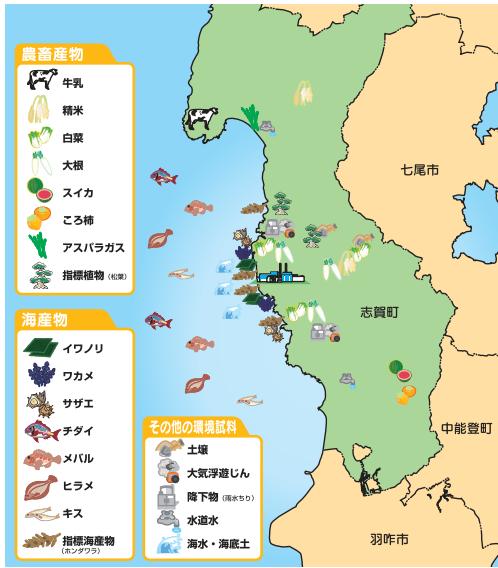 農畜産物
牛乳
精米
白菜
大根
スイカ
ころ柿
アスパラガス
指標植物（松葉）
海産物
イワノリ
ワカメ
サザエ
チダイ
メバル
ヒラメ
キス
指標海産物
（ホンダワラ）
その他の環境試料
土壌
大気浮遊じん
降下物（雨水ちり）
水道水
海水・海底土
七尾市
志賀町
中能登町
羽咋市